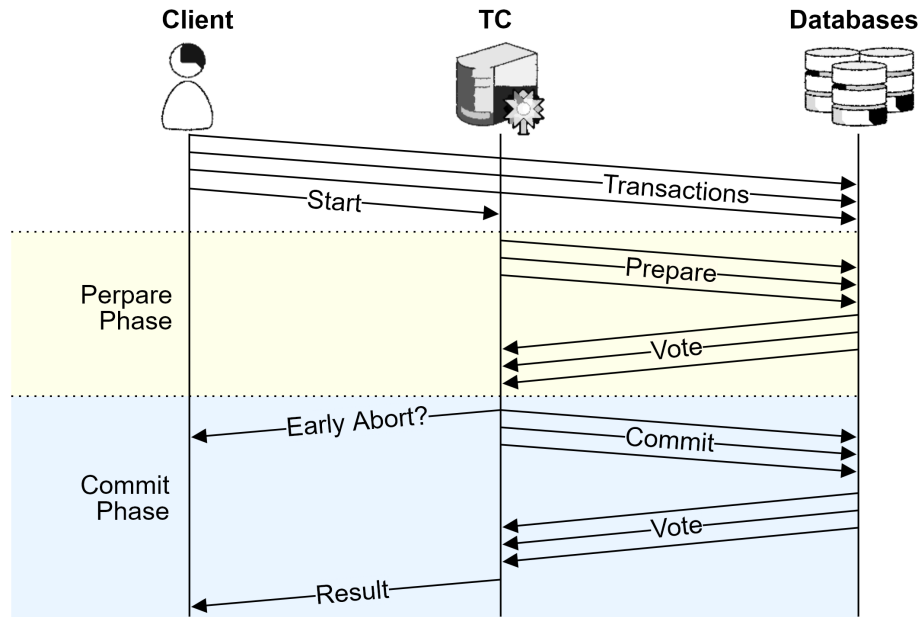 Client
TC
Databases
Transactions
Start
Prepare
Perpare
Phase
Vote
Early Abort?
Commit
Commit
Phase
Vote
Result